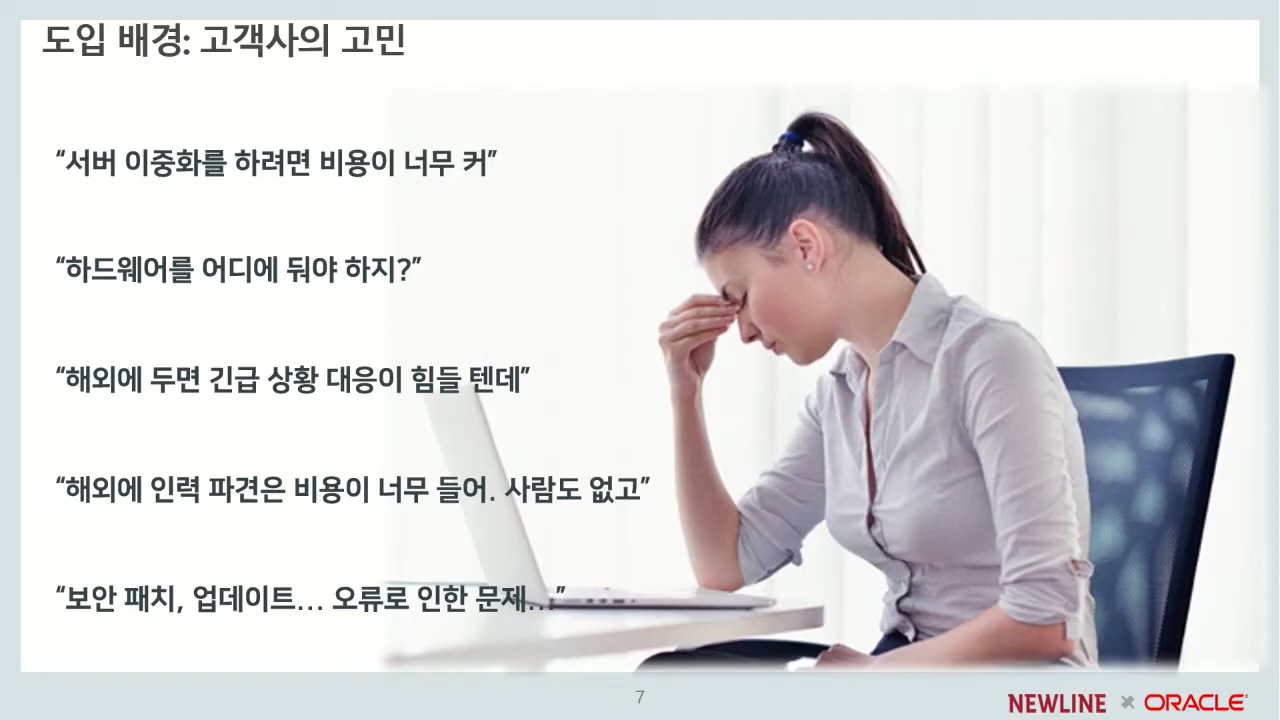 도입 배경: 고객사의 고민
“서버 이중화를 하려면 비용이 너무 커”
“하드웨어를 어디에 둬야 하지?”
“해외에 두면 긴급 상황 대응이 힘들 텐데”
“해외에 인력 파견은 비용이 너무 들어. 사람도 없고”
“보안 패치, 업데이트... 오류로 인한 문제...”
7
NEWLINE × ORACLE®